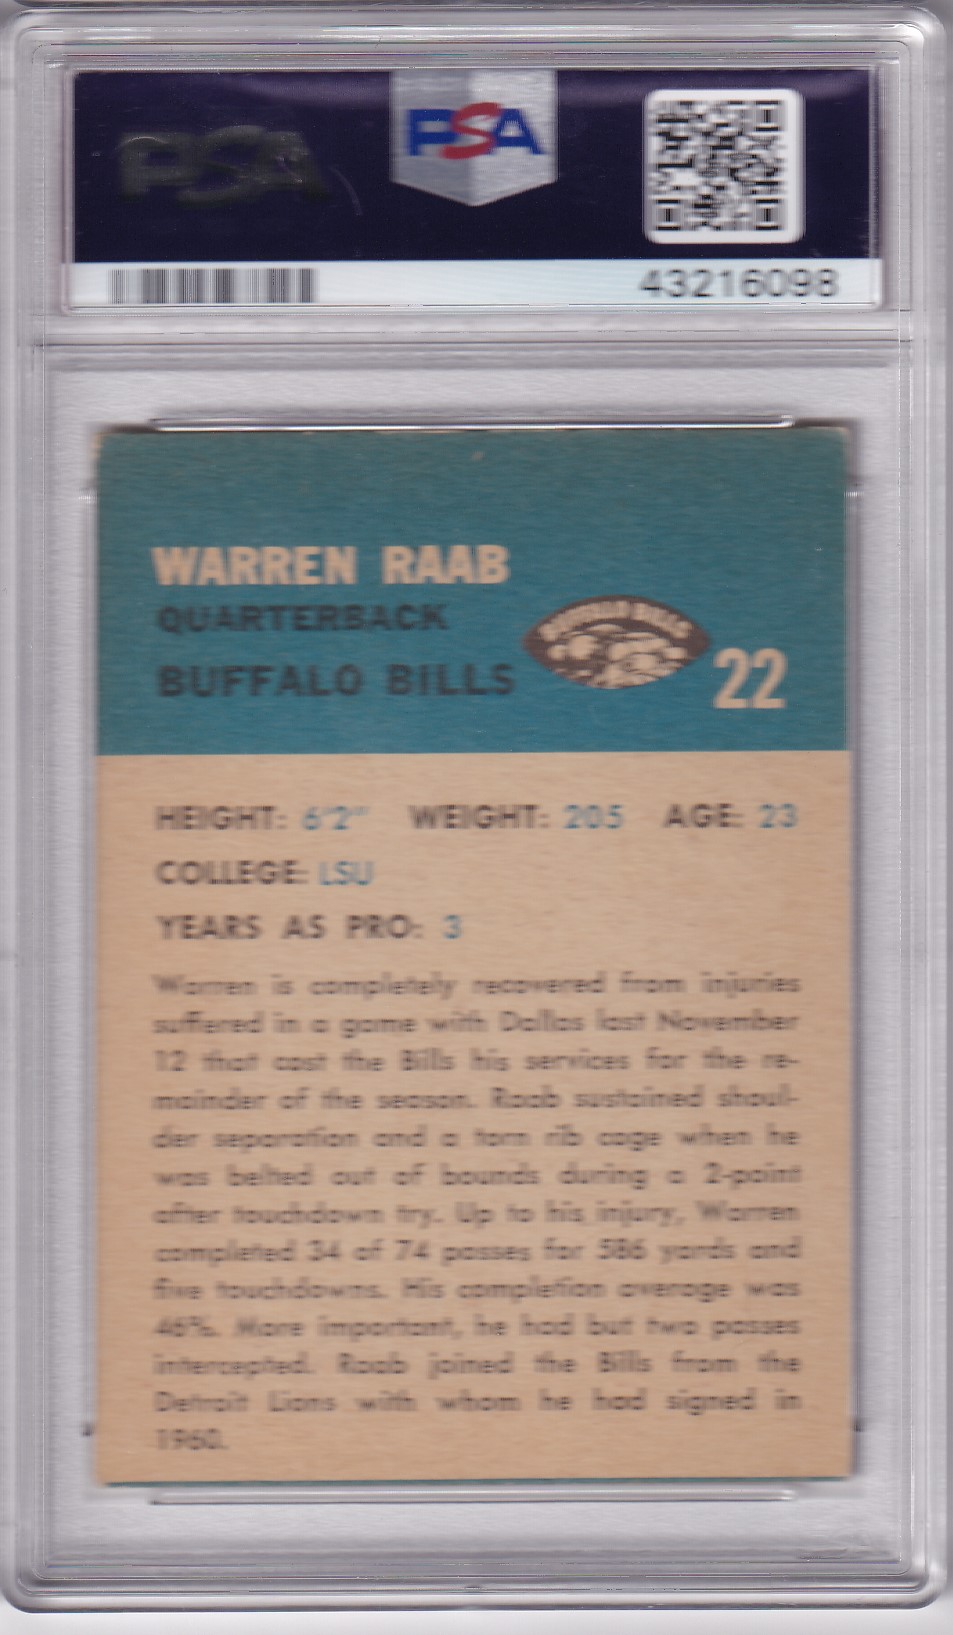 PSA
PSA
43216098
WARREN RAAB
QUARTERBACK
BUFFALO BILLS
BUFFALO BILLS
22
HEIGHT: 6'2" WEIGHT: 205 AGE: 23
COLLEGE: LSU
YEARS AS PRO: 3
Warren is completely recovered from injuries
suffered in a game with Dallas last November
12 that cost the Bills his services for the re-
mainder of the season. Raab sustained shoul-
der separation and a torn rib cage when he
was belted out of bounds during a 2-point
after touchdown try. Up to his injury, Warren
completed 34 of 74 passes for 586 yards and
five touchdowns. His completion average was
46%. More important, he had but two passes
intercepted. Raab joined the Bills from the
Detroit Lions with whom he had signed in
1960.